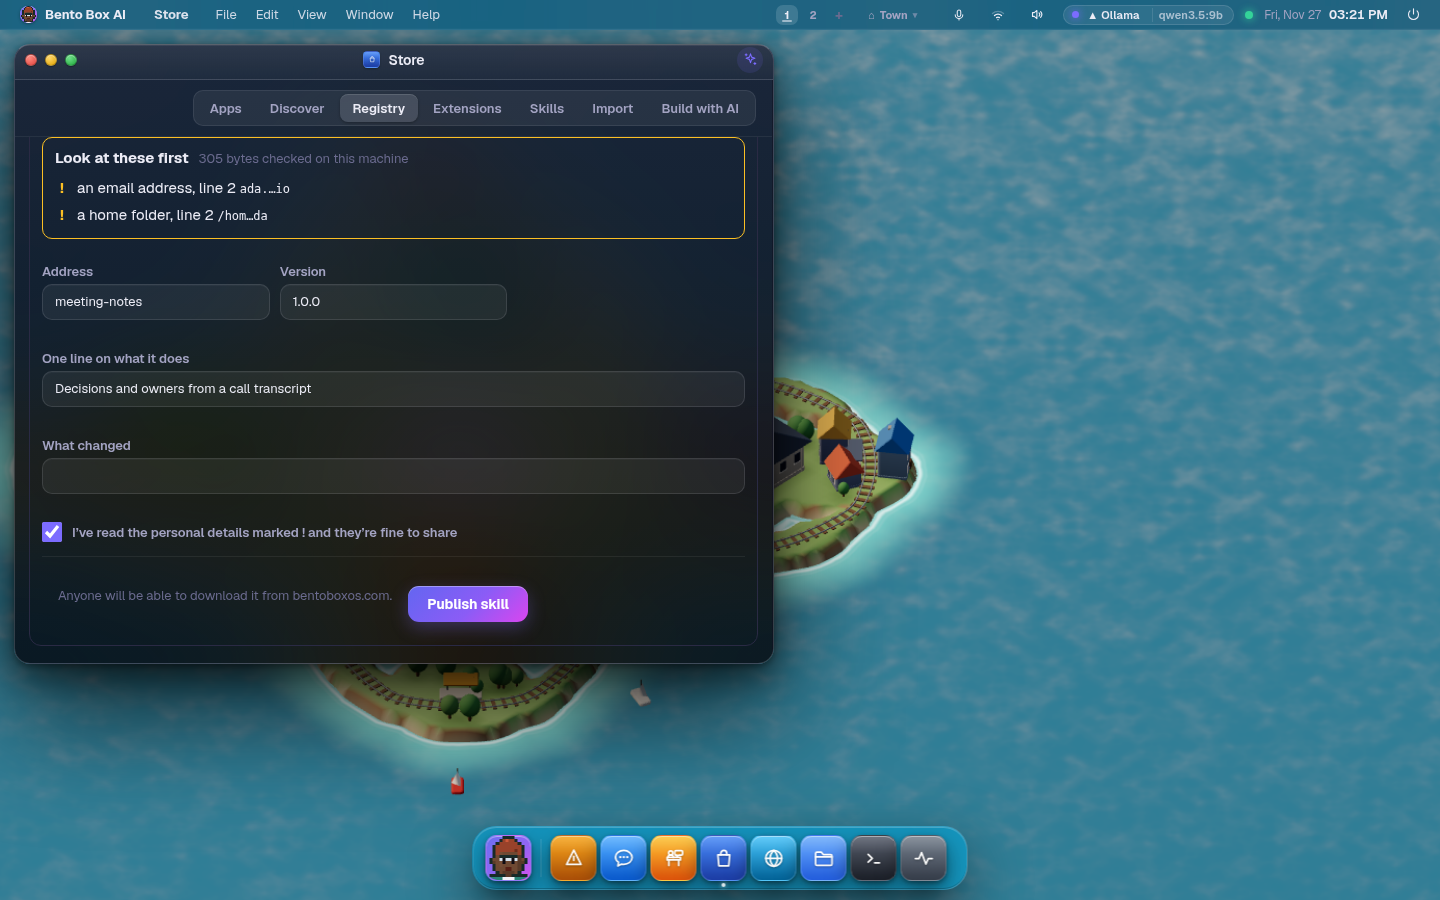 Bento Box AI Store File Edit View Window Help 1 2 + Town Ollama qwen3.5:9b Fri, Nov 27 03:21 PM
Store
Apps Discover Registry Extensions Skills Import Build with AI
Look at these first 305 bytes checked on this machine
! an email address, line 2 ada.…io
! a home folder, line 2 /hom…da
Address Version
meeting-notes 1.0.0
One line on what it does
Decisions and owners from a call transcript
What changed
I've read the personal details marked ! and they're fine to share
Anyone will be able to download it from bentoboxos.com. Publish skill